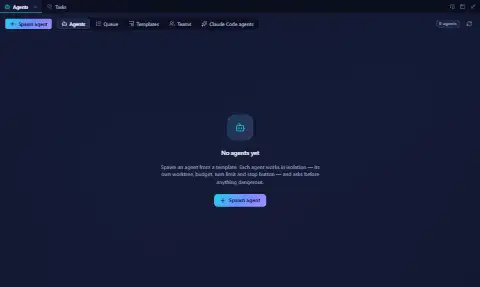 Agents
Tasks
Spawn agent
Agents
Queue
Templates
Teams
Claude Code agents
0 agents
No agents yet
Spawn an agent from a template. Each agent works in isolation — its
own worktree, budget, turn limit and stop button — and asks before
anything dangerous.
Spawn agent